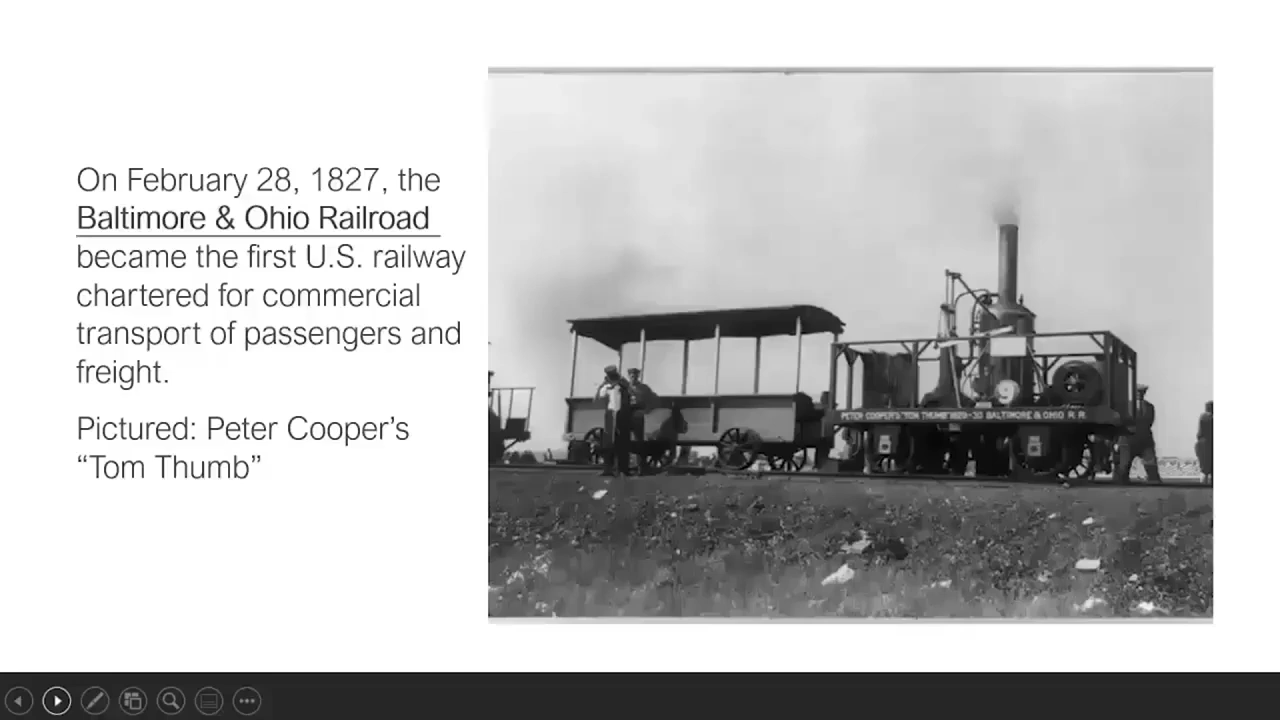 On February 28, 1827, the
Baltimore & Ohio Railroad
became the first U.S. railway
chartered for commercial
transport of passengers and
freight.
Pictured: Peter Cooper's
“Tom Thumb”
9
PETER COOPER'S "TOM THUMB" 1829-30 BALTIMORE & OHIO R. R.